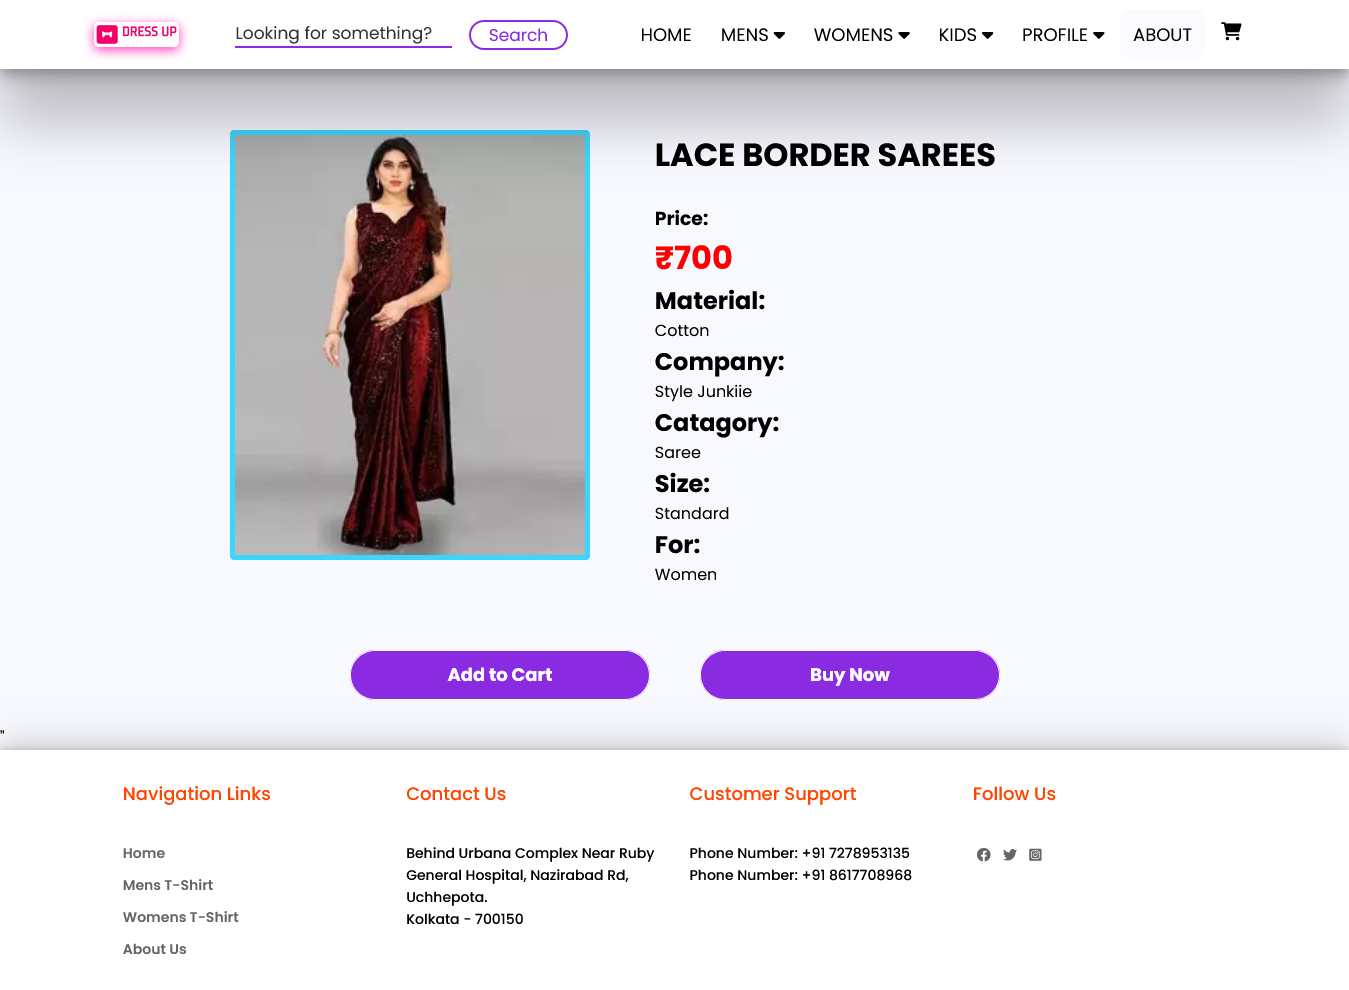 DRESS UP
Looking for something?
Search
HOME
MENS
WOMENS
KIDS
PROFILE
ABOUT
LACE BORDER SAREES
Price:
₹700
Material:
Cotton
Company:
Style Junkiie
Catagory:
Saree
Size:
Standard
For:
Women
Add to Cart
Buy Now
"
Navigation Links
Home
Mens T-Shirt
Womens T-Shirt
About Us
Contact Us
Behind Urbana Complex Near Ruby
General Hospital, Nazirabad Rd,
Uchhepota.
Kolkata - 700150
Customer Support
Phone Number: +91 7278953135
Phone Number: +91 8617708968
Follow Us